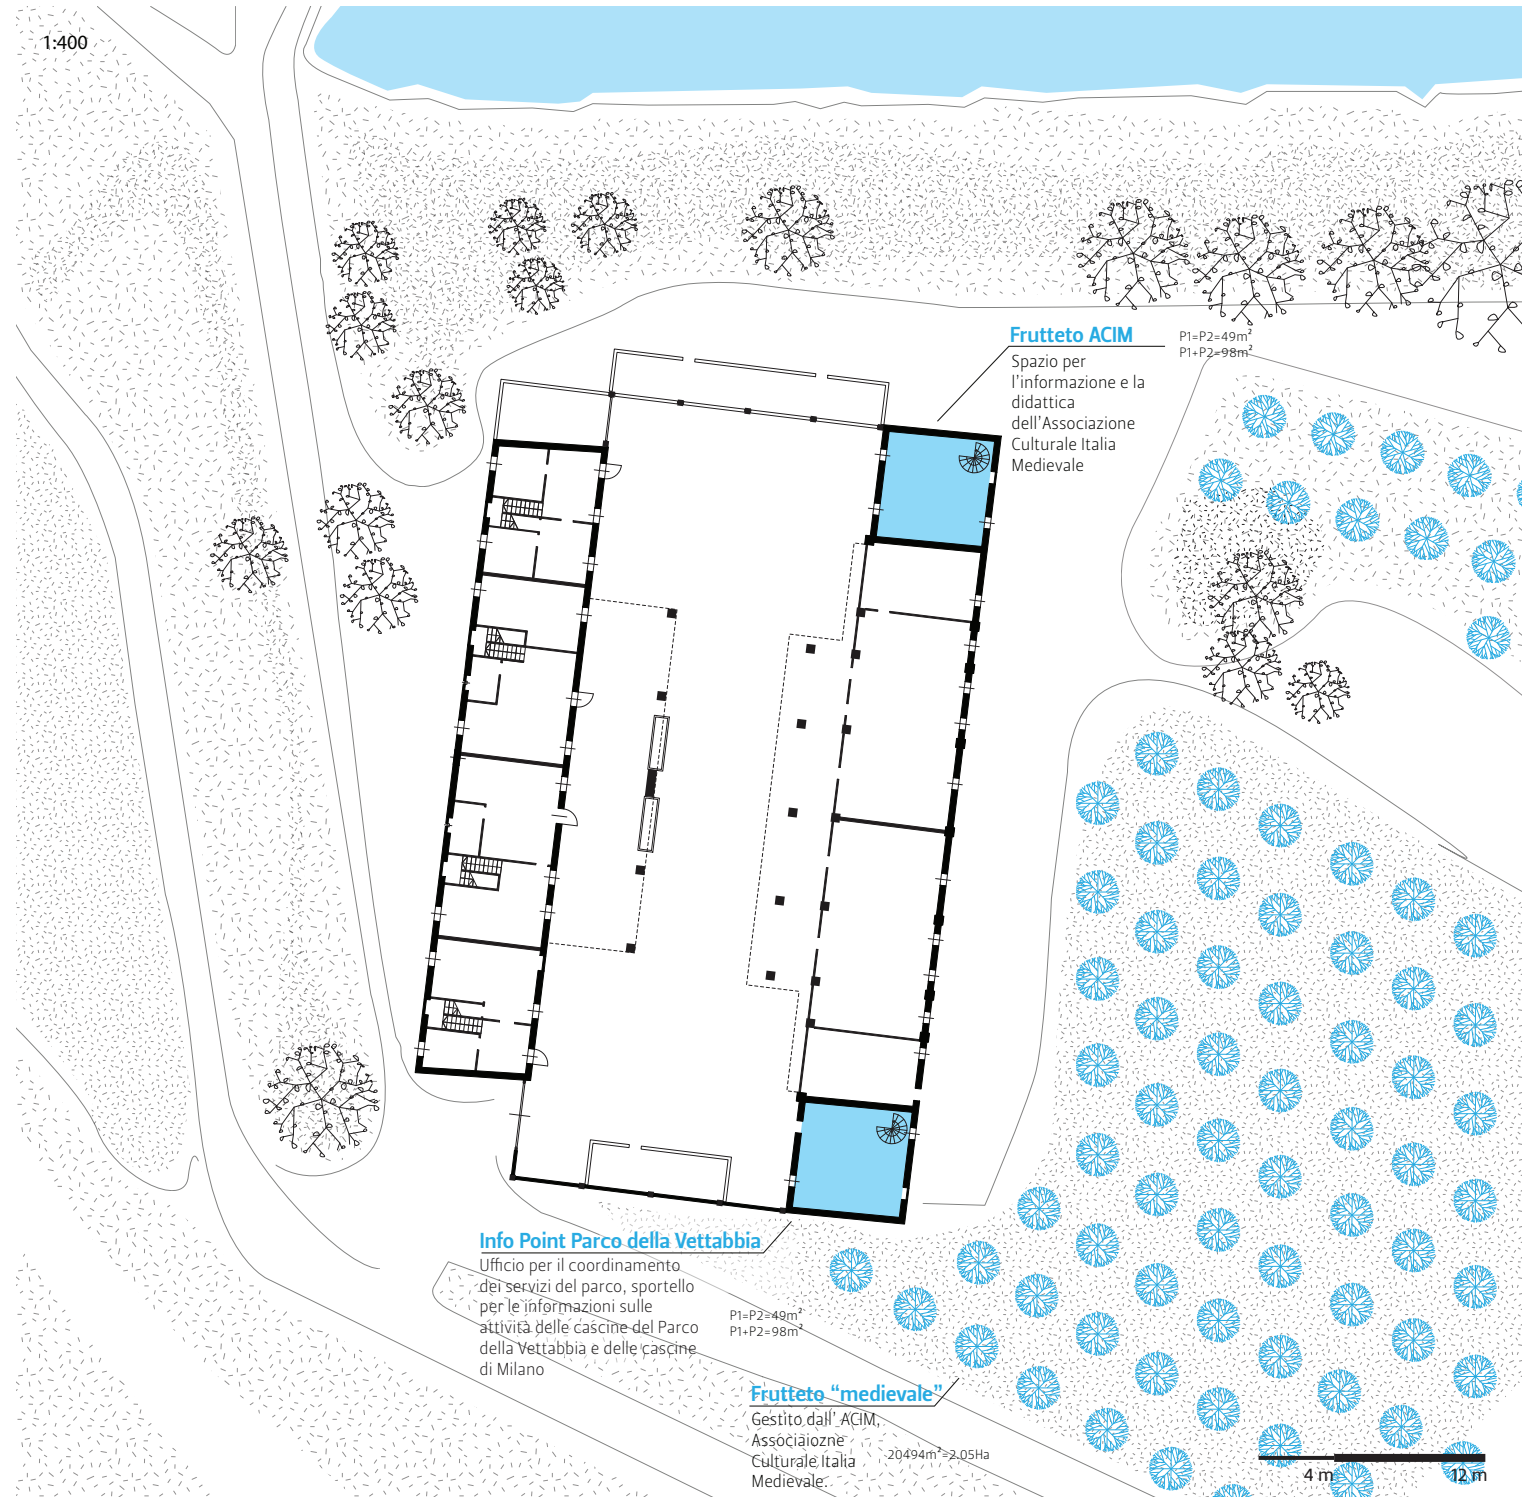 1:400
Frutteto ACIM
P1=P2=49m²
P1+P2=98m²
Spazio per
l'informazione e la
didattica
dell'Associazione
Culturale Italia
Medievale
Info Point Parco della Vettabbia
Ufficio per il coordinamento
dei servizi del parco, sportello
per le informazioni sulle
attività delle cascine del Parco
della Vettabbia e delle cascine
di Milano
P1=P2=49m²
P1+P2=98m²
Frutteto “medievale”
Gestito dall' ACIM,
Associaiozne
Culturale Italia
Medievale.
20494m²=2.05Ha
4 m
12 m